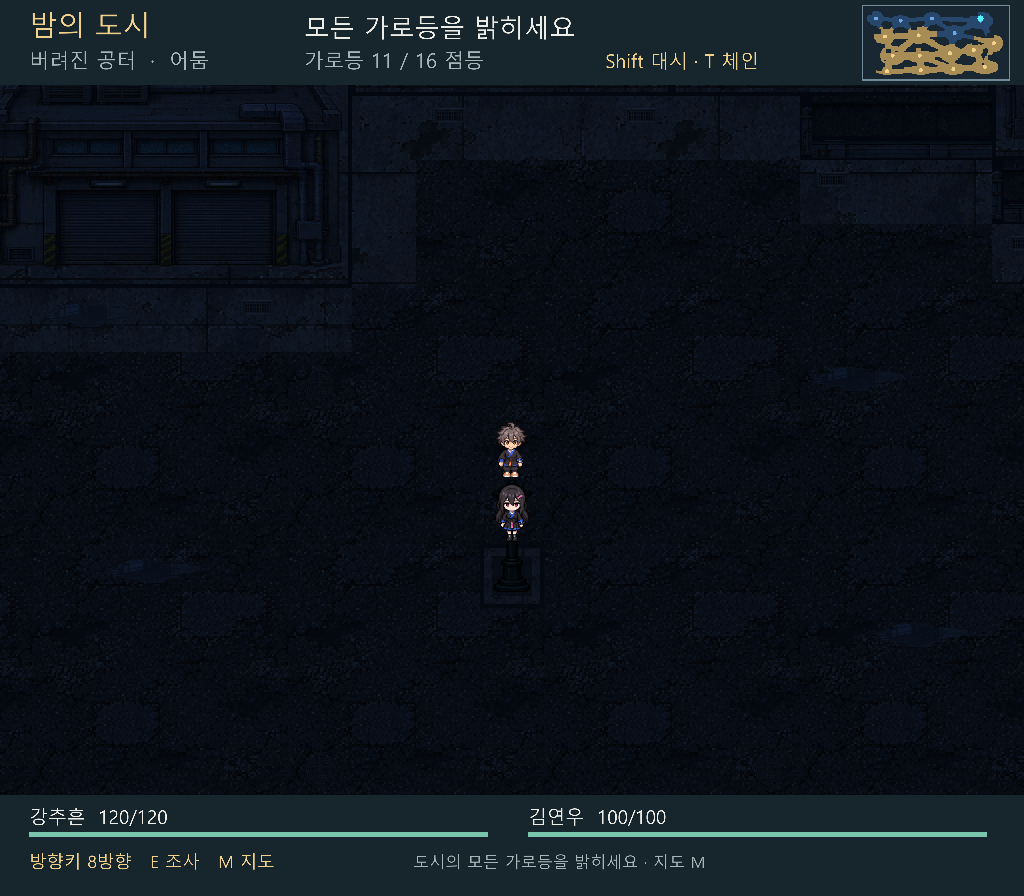 밤의 도시
모든 가로등을 밝히세요
버려진 공터 · 어둠
가로등 11 / 16 점등
Shift 대시 · T 체인
강추흔 120/120
김연우 100/100
방향키 8방향 E 조사 M 지도
도시의 모든 가로등을 밝히세요 · 지도 M